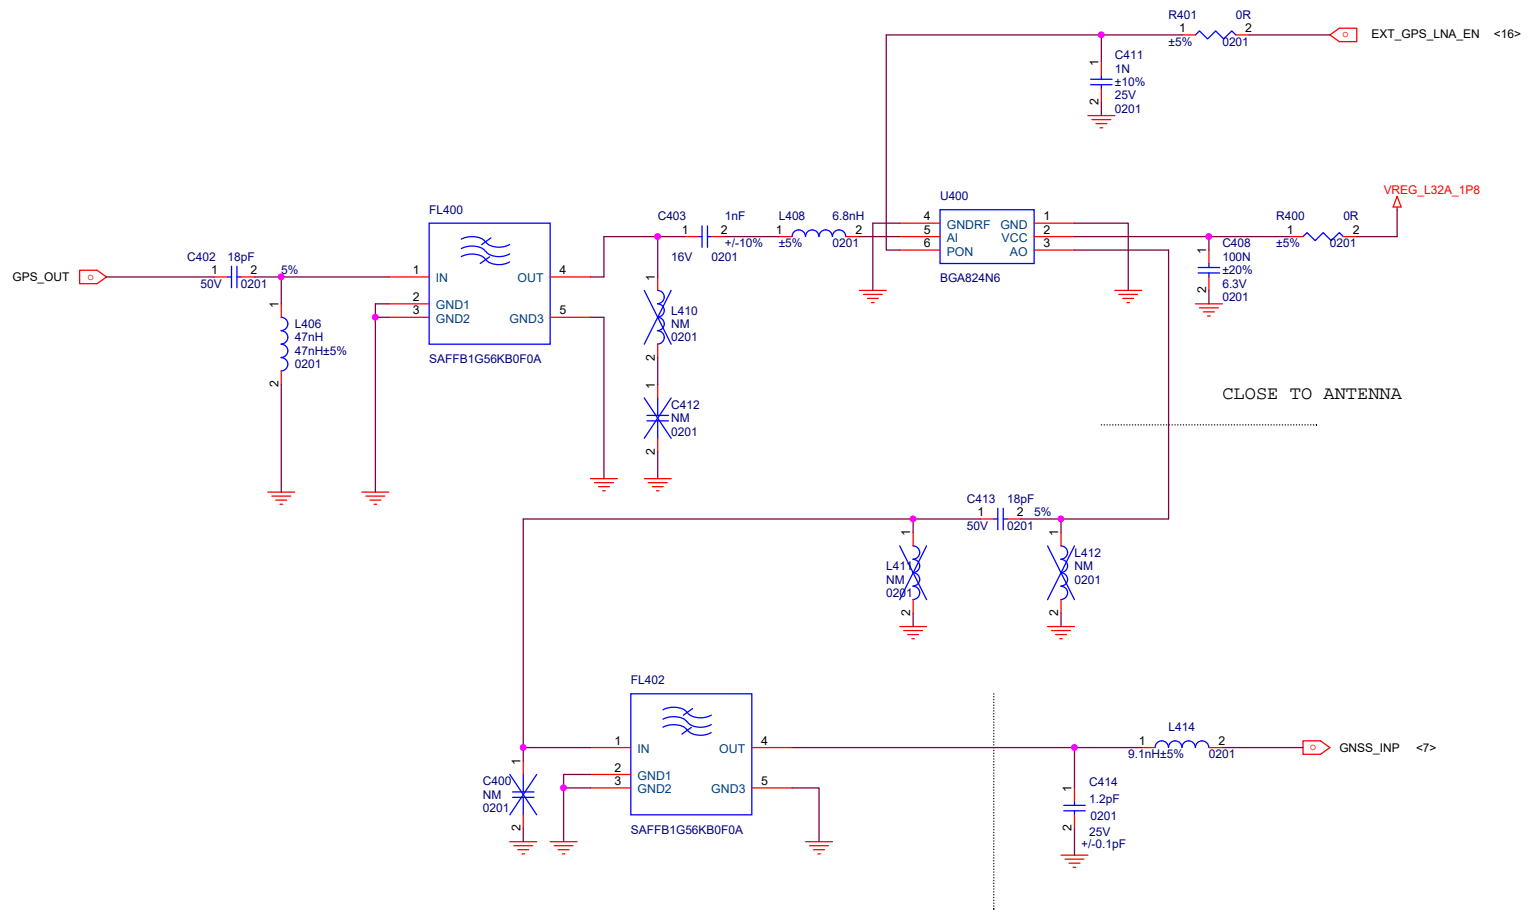 R401 0R
1 2
±5% 0201
EXT_GPS_LNA_EN <16>
C411
1N
±10%
25V
0201
1
2
VREG_L32A_1P8
U400
4 GNDRF GND 1
5 AI VCC 2
6 PON AO 3
BGA824N6
R400 0R
1 2
±5% 0201
C408
100N
±20%
6.3V
0201
1
2
GPS_OUT
C402 18pF
1 2 5%
50V 0201
1
L406
47nH
47nH±5%
0201
2
FL400
1 IN
OUT 4
2 GND1
3 GND2
GND3 5
SAFFB1G56KB0F0A
C403 1nF
1 2
+/-10%
16V 0201
L408 6.8nH
1 2
±5% 0201
1
L410
NM
0201
2
1
C412
NM
0201
2
CLOSE TO ANTENNA
C413 18pF
1 2 5%
50V 0201
1
L411
NM
0201
2
1
L412
NM
0201
2
FL402
1 IN
OUT 4
2 GND1
3 GND2
GND3 5
SAFFB1G56KB0F0A
1
C400
NM
0201
2
L414
1 2
9.1nH±5% 0201
GNSS_INP <7>
1
C414
1.2pF
0201
25V
+/-0.1pF
2